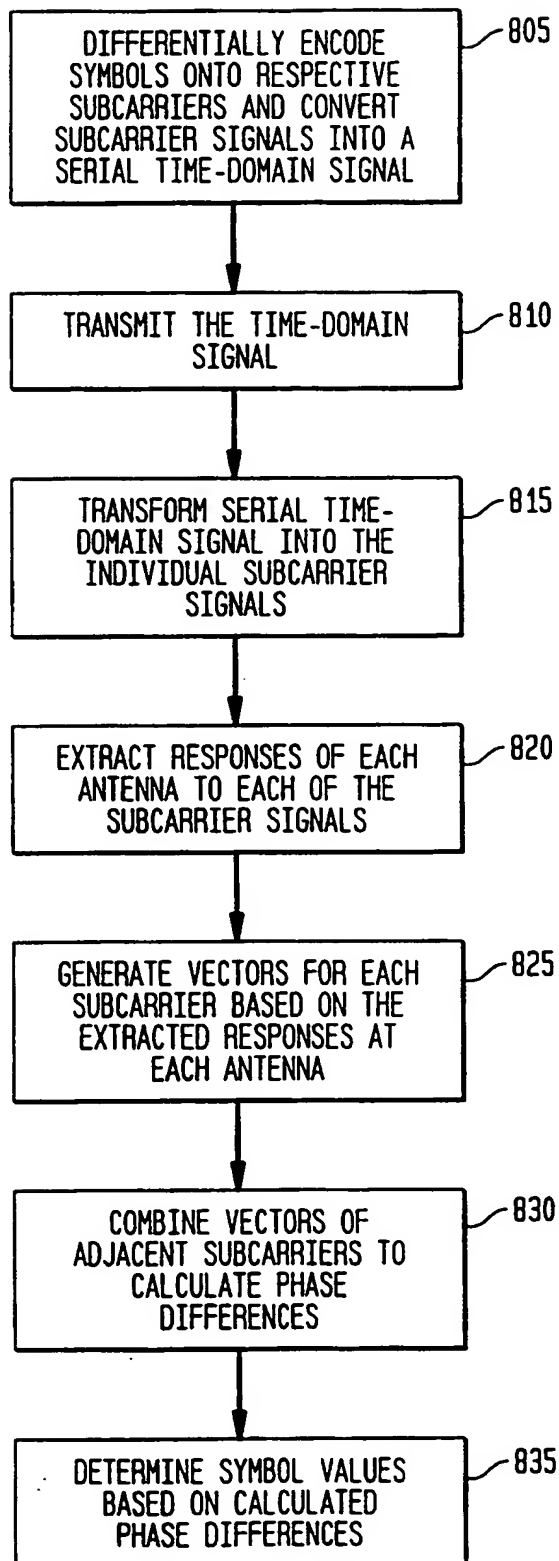 DIFFERENTIALLY ENCODE
SYMBOLS ONTO RESPECTIVE
SUBCARRIERS AND CONVERT
SUBCARRIER SIGNALS INTO A
SERIAL TIME-DOMAIN SIGNAL
805
TRANSMIT THE TIME-DOMAIN
SIGNAL
810
TRANSFORM SERIAL TIME-
DOMAIN SIGNAL INTO THE
INDIVIDUAL SUBCARRIER
SIGNALS
815
EXTRACT RESPONSES OF EACH
ANTENNA TO EACH OF THE
SUBCARRIER SIGNALS
820
GENERATE VECTORS FOR EACH
SUBCARRIER BASED ON THE
EXTRACTED RESPONSES AT
EACH ANTENNA
825
COMBINE VECTORS OF
ADJACENT SUBCARRIERS TO
CALCULATE PHASE
DIFFERENCES
830
DETERMINE SYMBOL VALUES
BASED ON CALCULATED
PHASE DIFFERENCES
835